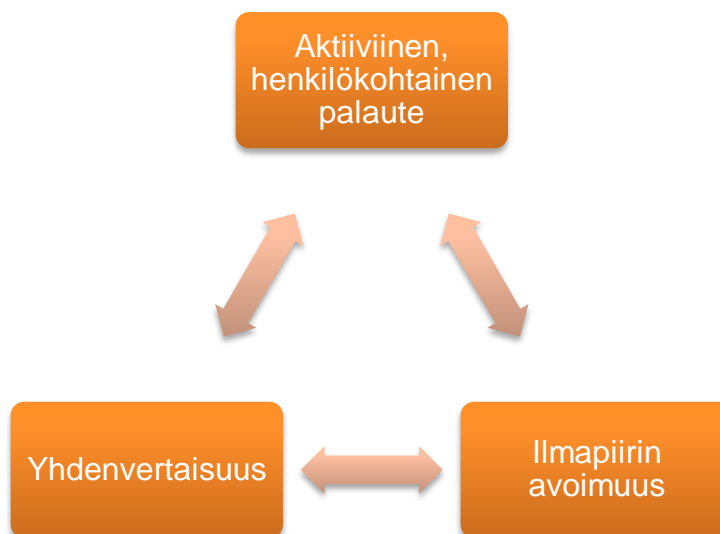 Aktiiviinen,
henkilökohtainen
palaute
Yhdenvertaisuus
Ilmapiirin
avoimuus